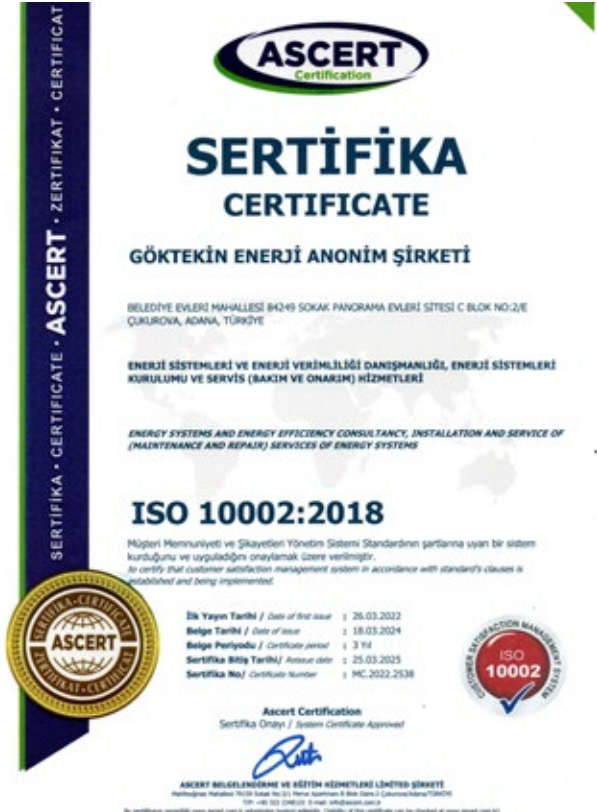 ASCERT
Certification
SERTİFİKA
CERTIFICATE
GÖKTEKİN ENERJİ ANONİM ŞİRKETİ
BELEDİYE EVLERİ MAHALLESİ 84249 SOKAK PANORAMA EVLERİ SİTESİ C BLOK NO:2/E
ÇUKUROVA, ADANA, TÜRKİYE
ENERJİ SİSTEMLERİ VE ENERJİ VERİMLİLİĞİ DANIŞMANLIĞI, ENERJİ SİSTEMLERİ
KURULUMU VE SERVİS (BAKIM VE ONARIM) HİZMETLERİ
ENERGY SYSTEMS AND ENERGY EFFICIENCY CONSULTANCY, INSTALLATION AND SERVICE OF
(MAINTENANCE AND REPAIR) SERVICES OF ENERGY SYSTEMS
ISO 10002:2018
Müşteri Memnuniyeti ve Şikayetleri Yönetim Sistemi Standardının şartlarına uyan bir sistem
kurduğunu ve uyguladığını onaylamak üzere verilmiştir.
to certify that customer satisfaction management system in accordance with standard's clauses is
established and being implemented.
İlk Yayın Tarihi / Date of first issue : 26.03.2022
Belge Tarihi / Date of issue : 18.03.2024
Belge Periyodu / Certificate period : 3 Yıl
Sertifika Bitiş Tarihi/ Reissue date : 25.03.2025
Sertifika No/ Certificate Number : MC.2022.2538
Ascert Certification
Sertifika Onayı / System Certificate Approved
ASCERT BELGELENDİRME VE EĞİTİM HİZMETLERİ LİMİTED ŞİRKETİ
SERTİFİKA • CERTIFICATE • ASCERT • ZERTIFIKAT • CERTIFICAT
SERTIFIKA•CERTIFICATE
ASCERT
ZERTIFIKAT•CERTIFICAT
CUSTOMER SATISFACTION MANAGEMENT SYSTEM
ISO
10002